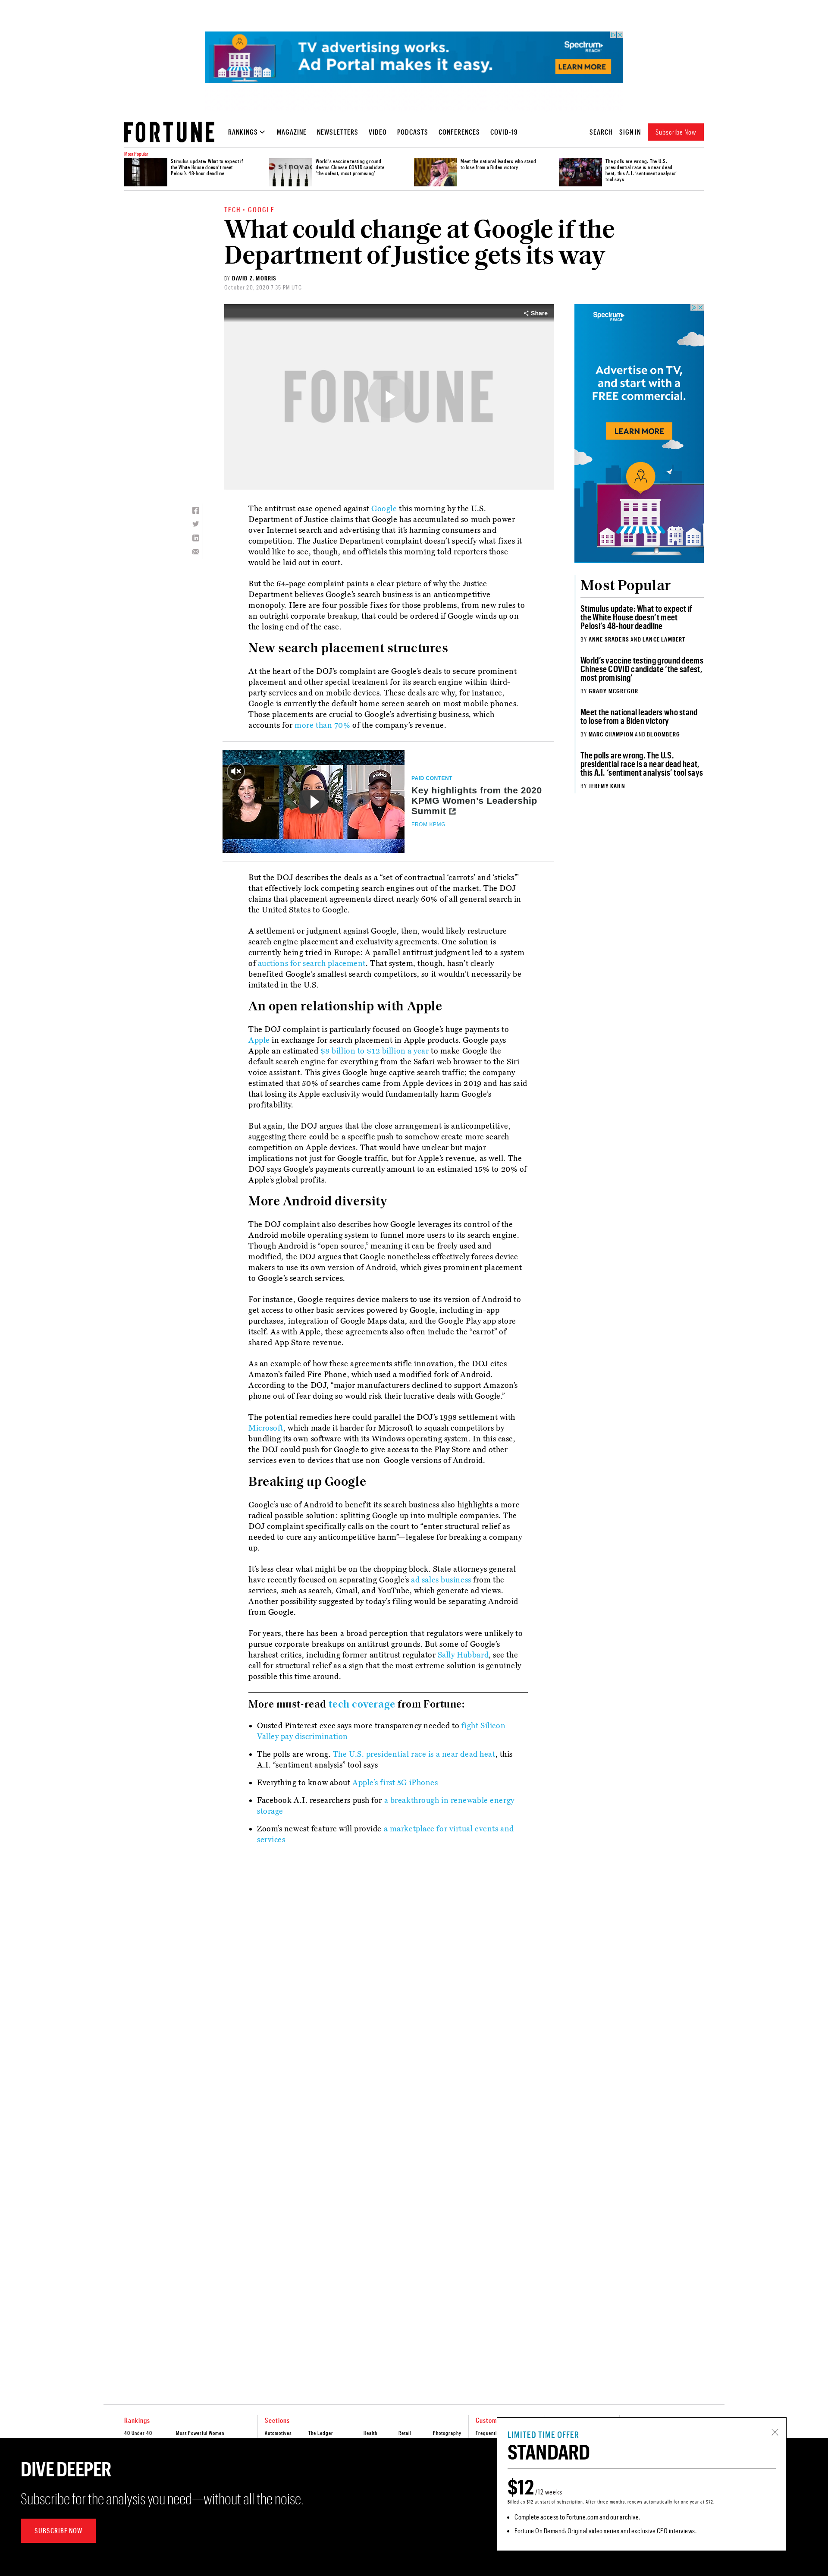 TV advertising works.
Ad Portal makes it easy.
Spectrum
REACH
LEARN MORE
FORTUNE
RANKINGS
MAGAZINE
NEWSLETTERS
VIDEO
PODCASTS
CONFERENCES
COVID-19
SEARCH
SIGN IN
Subscribe Now
Most Popular
Stimulus update: What to expect if
the White House doesn't meet
Pelosi's 48-hour deadline
sinovac
World's vaccine testing ground
deems Chinese COVID candidate
'the safest, most promising'
Meet the national leaders who stand
to lose from a Biden victory
The polls are wrong. The U.S.
presidential race is a near dead
heat, this A.I. 'sentiment analysis'
tool says
TECH • GOOGLE
What could change at Google if the
Department of Justice gets its way
BY DAVID Z. MORRIS
October 20, 2020 7:35 PM UTC
Share
FORTUNE
The antitrust case opened against Google this morning by the U.S.
Department of Justice claims that Google has accumulated so much power
over Internet search and advertising that it's harming consumers and
competition. The Justice Department complaint doesn't specify what fixes it
would like to see, though, and officials this morning told reporters those
would be laid out in court.
But the 64-page complaint paints a clear picture of why the Justice
Department believes Google's search business is an anticompetitive
monopoly. Here are four possible fixes for those problems, from new rules to
an outright corporate breakup, that could be ordered if Google winds up on
the losing end of the case.
New search placement structures
At the heart of the DOJ's complaint are Google's deals to secure prominent
placement and other special treatment for its search engine within third-
party services and on mobile devices. These deals are why, for instance,
Google is currently the default home screen search on most mobile phones.
Those placements are crucial to Google's advertising business, which
accounts for more than 70% of the company's revenue.
PAID CONTENT
Key highlights from the 2020
KPMG Women's Leadership
Summit
FROM KPMG
But the DOJ describes the deals as a “set of contractual ‘carrots’ and ‘sticks’”
that effectively lock competing search engines out of the market. The DOJ
claims that placement agreements direct nearly 60% of all general search in
the United States to Google.
A settlement or judgment against Google, then, would likely restructure
search engine placement and exclusivity agreements. One solution is
currently being tried in Europe: A parallel antitrust judgment led to a system
of auctions for search placement. That system, though, hasn't clearly
benefited Google's smallest search competitors, so it wouldn't necessarily be
imitated in the U.S.
An open relationship with Apple
The DOJ complaint is particularly focused on Google's huge payments to
Apple in exchange for search placement in Apple products. Google pays
Apple an estimated $8 billion to $12 billion a year to make Google the
default search engine for everything from the Safari web browser to the Siri
voice assistant. This gives Google huge captive search traffic; the company
estimated that 50% of searches came from Apple devices in 2019 and has said
that losing its Apple exclusivity would fundamentally harm Google's
profitability.
But again, the DOJ argues that the close arrangement is anticompetitive,
suggesting there could be a specific push to somehow create more search
competition on Apple devices. That would have unclear but major
implications not just for Google traffic, but for Apple's revenue, as well. The
DOJ says Google's payments currently amount to an estimated 15% to 20% of
Apple's global profits.
More Android diversity
The DOJ complaint also describes how Google leverages its control of the
Android mobile operating system to funnel more users to its search engine.
Though Android is “open source,” meaning it can be freely used and
modified, the DOJ argues that Google nonetheless effectively forces device
makers to use its own version of Android, which gives prominent placement
to Google's search services.
For instance, Google requires device makers to use its version of Android to
get access to other basic services powered by Google, including in-app
purchases, integration of Google Maps data, and the Google Play app store
itself. As with Apple, these agreements also often include the “carrot” of
shared App Store revenue.
As an example of how these agreements stifle innovation, the DOJ cites
Amazon's failed Fire Phone, which used a modified fork of Android.
According to the DOJ, “major manufacturers declined to support Amazon's
phone out of fear doing so would risk their lucrative deals with Google.”
The potential remedies here could parallel the DOJ's 1998 settlement with
Microsoft, which made it harder for Microsoft to squash competitors by
bundling its own software with its Windows operating system. In this case,
the DOJ could push for Google to give access to the Play Store and other
services even to devices that use non-Google versions of Android.
Breaking up Google
Google's use of Android to benefit its search business also highlights a more
radical possible solution: splitting Google up into multiple companies. The
DOJ complaint specifically calls on the court to “enter structural relief as
needed to cure any anticompetitive harm”—legalese for breaking a company
up.
It's less clear what might be on the chopping block. State attorneys general
have recently focused on separating Google's ad sales business from the
services, such as search, Gmail, and YouTube, which generate ad views.
Another possibility suggested by today's filing would be separating Android
from Google.
For years, there has been a broad perception that regulators were unlikely to
pursue corporate breakups on antitrust grounds. But some of Google's
harshest critics, including former antitrust regulator Sally Hubbard, see the
call for structural relief as a sign that the most extreme solution is genuinely
possible this time around.
More must-read tech coverage from Fortune:
• Ousted Pinterest exec says more transparency needed to fight Silicon
Valley pay discrimination
• The polls are wrong. The U.S. presidential race is a near dead heat, this
A.I. “sentiment analysis” tool says
• Everything to know about Apple's first 5G iPhones
• Facebook A.I. researchers push for a breakthrough in renewable energy
storage
• Zoom's newest feature will provide a marketplace for virtual events and
services
Spectrum
REACH
Advertise on TV,
and start with a
FREE commercial.
LEARN MORE
Most Popular
Stimulus update: What to expect if
the White House doesn't meet
Pelosi's 48-hour deadline
BY ANNE SRADERS AND LANCE LAMBERT
World's vaccine testing ground deems
Chinese COVID candidate 'the safest,
most promising'
BY GRADY MCGREGOR
Meet the national leaders who stand
to lose from a Biden victory
BY MARC CHAMPION AND BLOOMBERG
The polls are wrong. The U.S.
presidential race is a near dead heat,
this A.I. 'sentiment analysis' tool says
BY JEREMY KAHN
Rankings
40 Under 40
Most Powerful Women
Sections
Automotives
The Ledger
Health
Retail
Photography
Custom
Frequentl
DIVE DEEPER
Subscribe for the analysis you need—without all the noise.
SUBSCRIBE NOW
LIMITED TIME OFFER
STANDARD
$12 /12 weeks
Billed as $12 at start of subscription. After three months, renews automatically for one year at $72.
• Complete access to Fortune.com and our archive.
• Fortune On Demand: Original video series and exclusive CEO interviews.